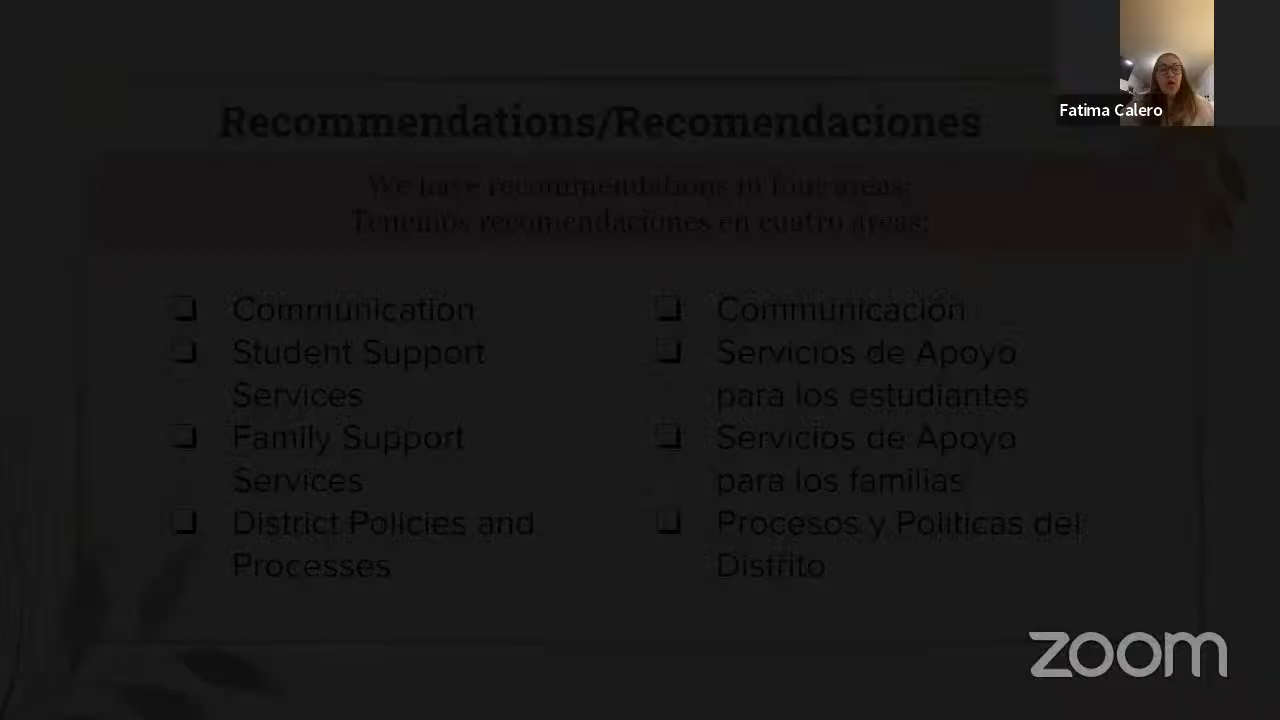 Fatima Calero
Recommendations/Recomendaciones
We have recommendations in four areas:
Tenemos recomendaciones en cuatro áreas:
❏ Communication
❏ Student Support
Services
❏ Family Support
Services
❏ District Policies and
Processes
❏ Communicación
❏ Servicios de Apoyo
para los estudiantes
❏ Servicios de Apoyo
para los familias
❏ Procesos y Politicas del
Distrito
zoom